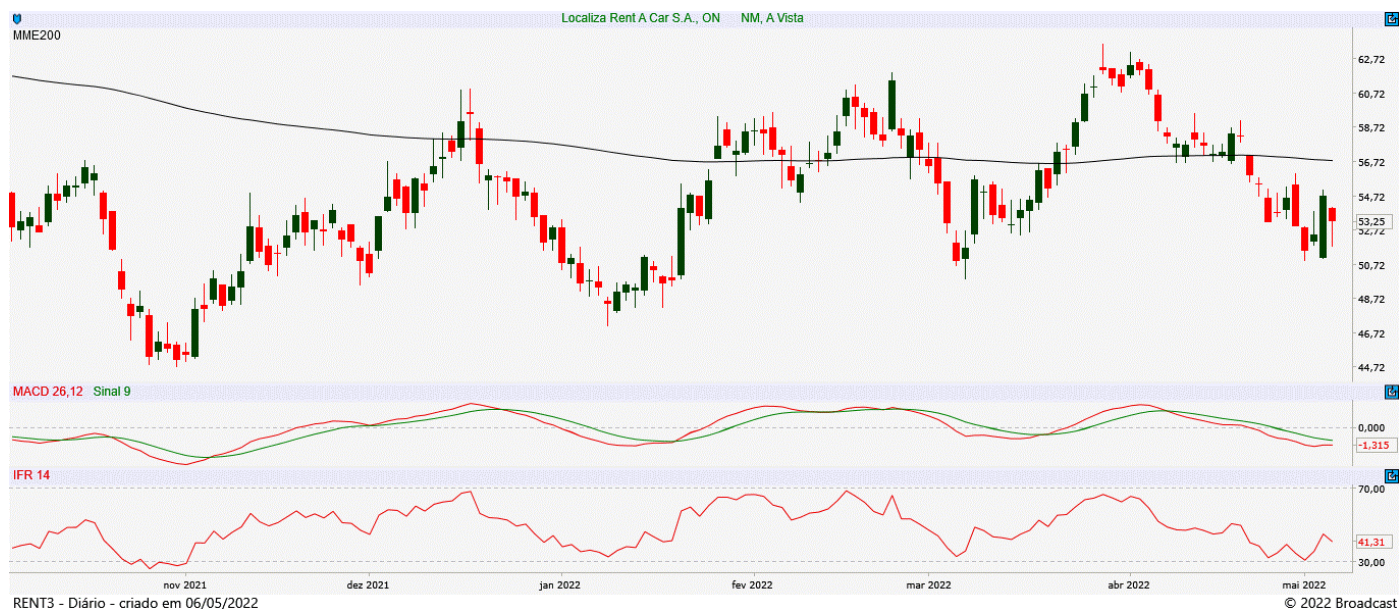 Localiza Rent A Car S.A., ON NM, A Vista
MME200
62,72
60,72
58,72
56,72
54,72
53,25
52,72
50,72
48,72
46,72
44,72
MACD 26,12 Sinal 9
0,000
-1,315
IFR 14
70,00
41,31
30,00
nov 2021 dez 2021 jan 2022 fev 2022 mar 2022 abr 2022 mai 2022
RENT3 - Diário - criado em 06/05/2022 © 2022 Broadcast